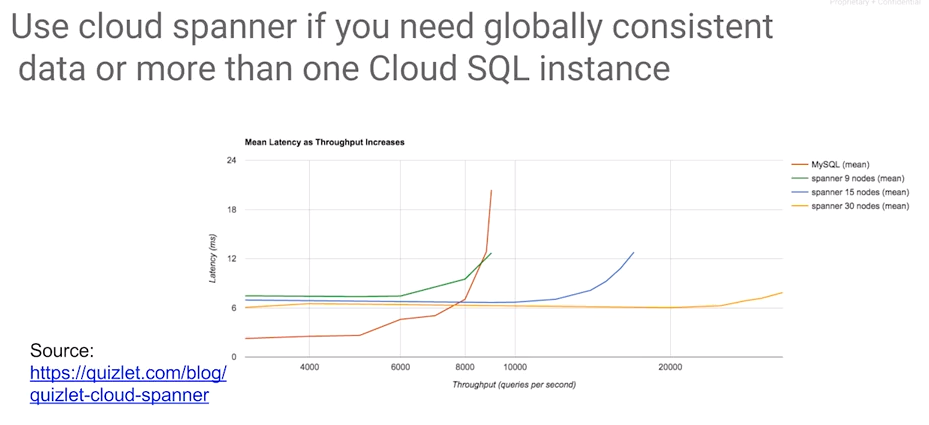 Proprietary + Confidential
Use cloud spanner if you need globally consistent
data or more than one Cloud SQL instance
Mean Latency as Throughput Increases
24
18
12
6
0
Latency (ms)
4000
6000
8000
10000
20000
Throughput (queries per second)
MySQL (mean)
spanner 9 nodes (mean)
spanner 15 nodes (mean)
spanner 30 nodes (mean)
Source:
https://quizlet.com/blog/
quizlet-cloud-spanner